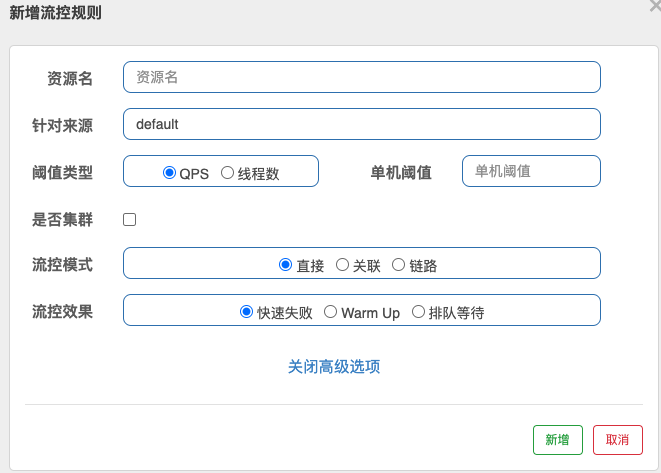 新增流控规则
资源名 资源名
针对来源 default
阈值类型 QPS 线程数 单机阈值 单机阈值
是否集群
流控模式 直接 关联 链路
流控效果 快速失败 Warm Up 排队等待
关闭高级选项
新增 取消